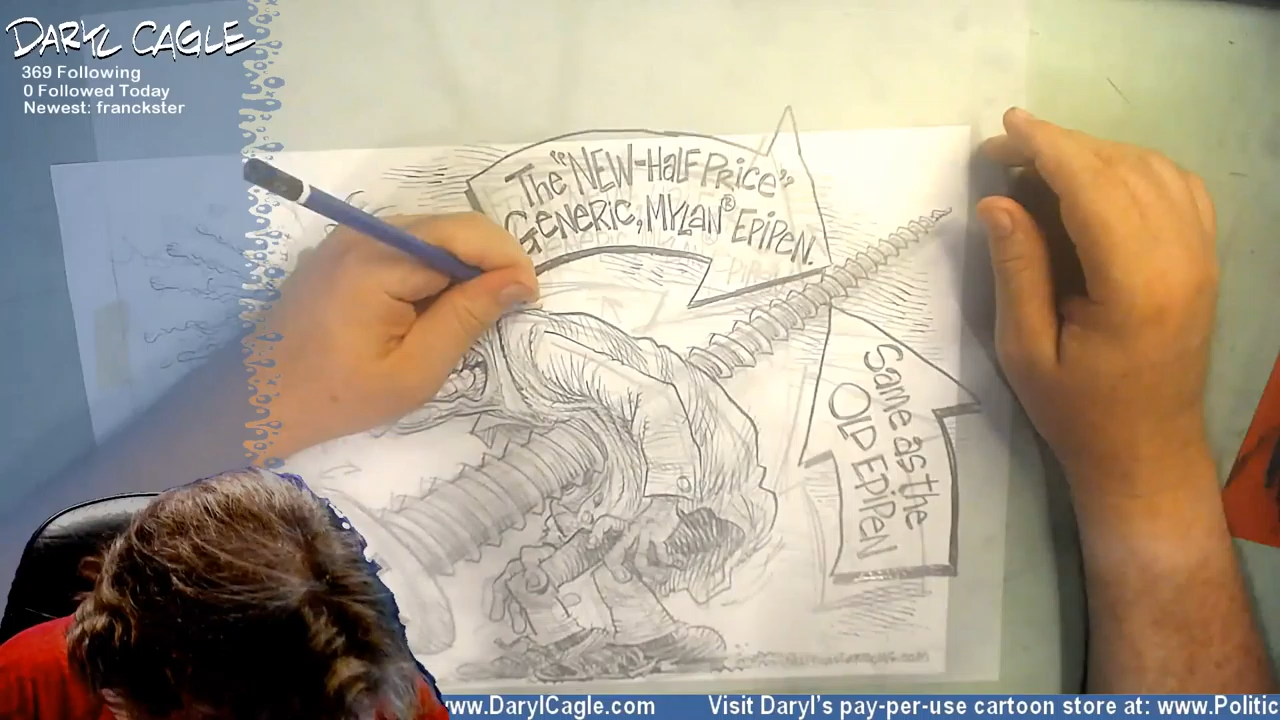 DARYL CAGLE
369 Following
0 Followed Today
Newest: franckster
The "NEW-HALF PRICE"
GENERIC, MYLAN® EPIPEN.
Same as the
OLD EPIPEN
www.DarylCagle.com Visit Daryl's pay-per-use cartoon store at: www.Politic